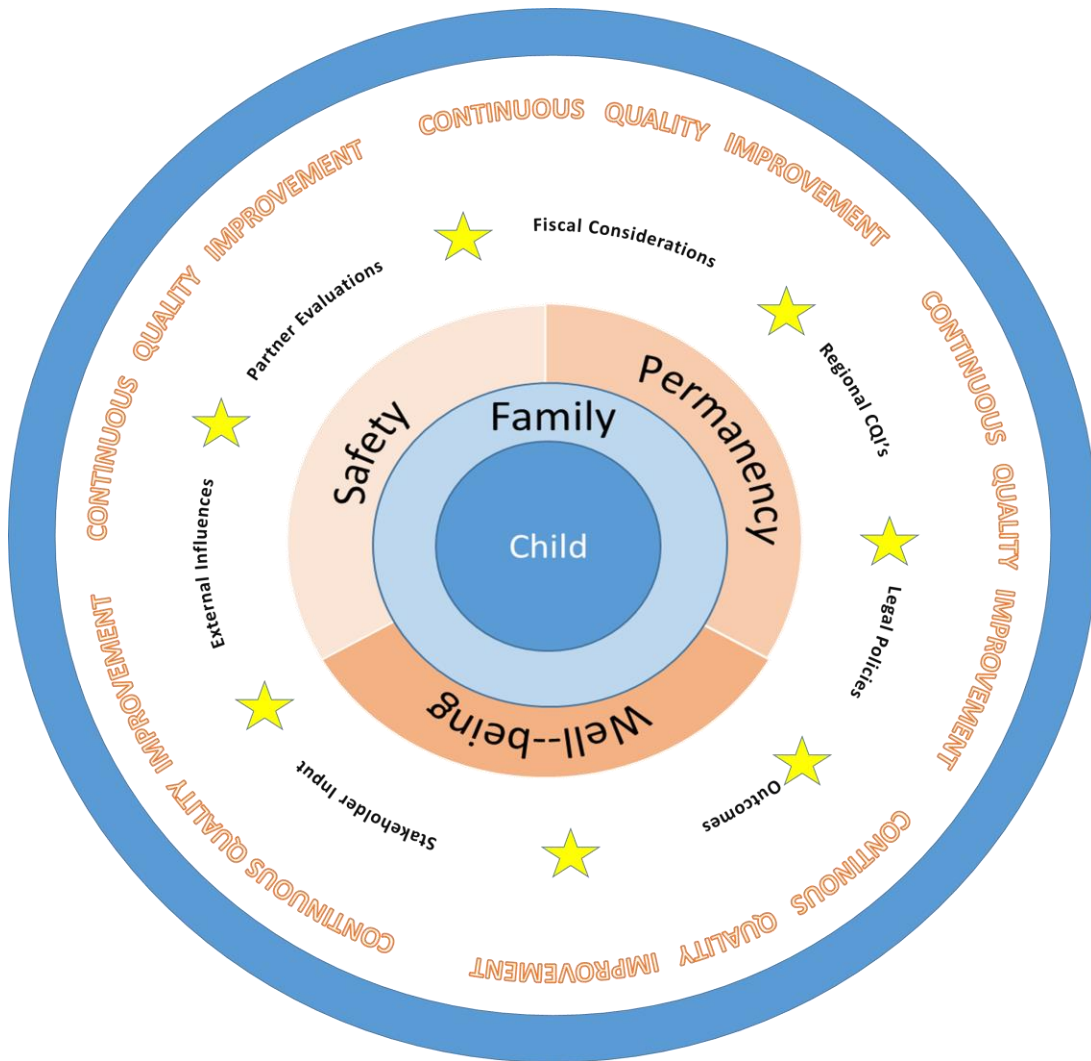 CONTINUOUS QUALITY IMPROVEMENT
CONTINUOUS QUALITY IMPROVEMENT
CONTINOUS QUALITY IMPROVEMENT
CONTINUOUS QUALITY IMPROVEMENT
CONTINUOUS QUALITY IMPROVEMENT
Fiscal Considerations
Regional CQI's
Legal Policies
Outcomes
Stakeholder Input
External Influences
Partner Evaluations
Safety
Permanency
Well--being
Family
Child